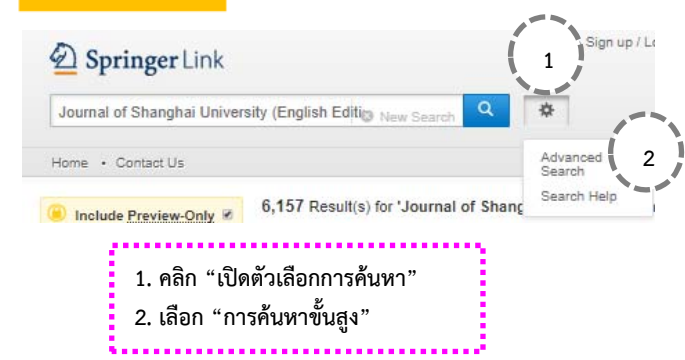 Sign up / Lo
1
Springer Link
Journal of Shanghai University (English Editi New Search
2
Home • Contact Us
Advanced
Search
Search Help
Include Preview-Only
6,157 Result(s) for 'Journal of Shang
1. คลิก “เปิดตัวเลือกการค้นหา”
2. เลือก “การค้นหาขั้นสูง”